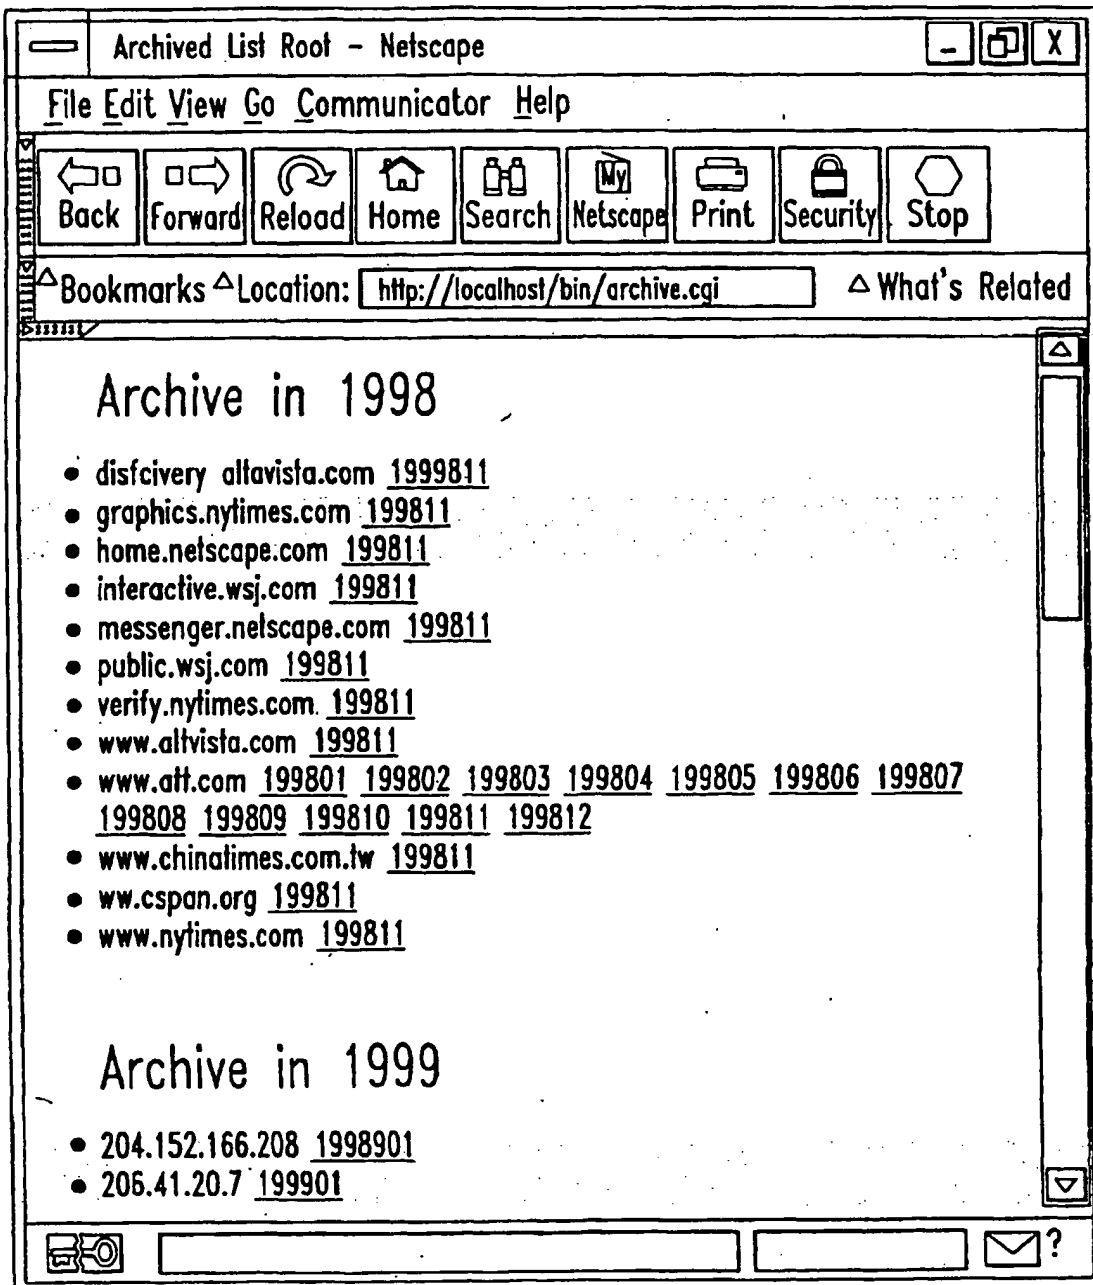 Archived List Root - Netscape
_ X
File Edit View Go Communicator Help
Back Forward Reload Home Search My Netscape Print Security Stop
Bookmarks Location: http://localhost/bin/archive.cgi What's Related
Archive in 1998
• disfcivery altavista.com 1999811
• graphics.nytimes.com 199811
• home.netscape.com 199811
• interactive.wsj.com 199811
• messenger.netscape.com 199811
• public.wsj.com 199811
• verify.nytimes.com. 199811
• www.altvista.com 199811
• www.att.com 199801 199802 199803 199804 199805 199806 199807
199808 199809 199810 199811 199812
• www.chinatimes.com.tw 199811
• ww.cspan.org 199811
• www.nytimes.com 199811
Archive in 1999
• 204.152.166.208 1998901
• 206.41.20.7 199901
?